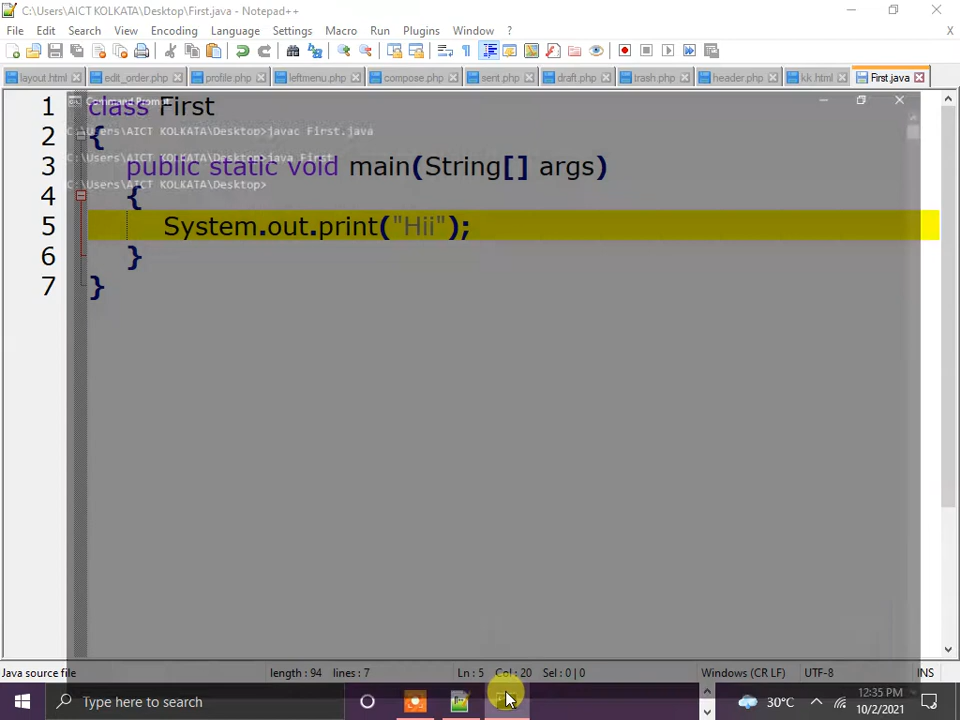 C:\Users\AICT KOLKATA\Desktop\First.java - Notepad++
File Edit Search View Encoding Language Settings Macro Run Plugins Window ? X
layout.html edit_order.php profile.php leftmenu.php compose.php sent.php draft.php trash.php header.php kk.html First.java
Command Prompt
1 class First
C:\Users\AICT KOLKATA\Desktop>javac First.java
2 {
C:\Users\AICT KOLKATA\Desktop>java First
3 public static void main(String[] args)
C:\Users\AICT KOLKATA\Desktop>
4 {
5 System.out.print("Hii");
6 }
7 }
Java source file length : 94 lines : 7 Ln : 5 Col : 20 Sel : 0 | 0 Windows (CR LF) UTF-8 INS
Type here to search 30°C 12:35 PM
10/2/2021